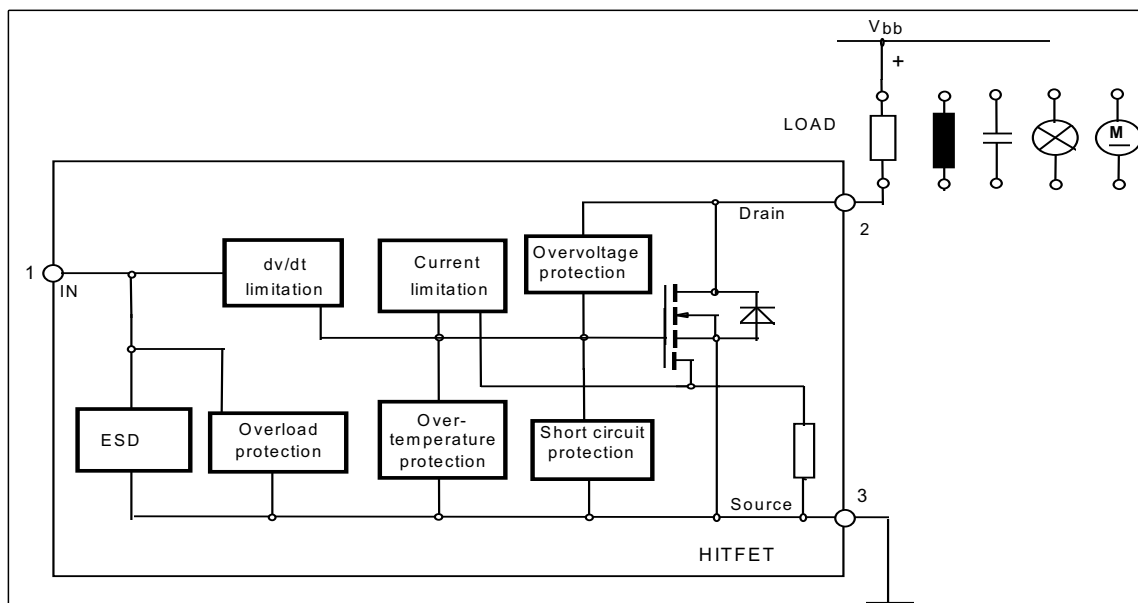 Vbb
+
LOAD
M
Drain
2
1
IN
dv/dt
limitation
Current
limitation
Overvoltage
protection
ESD
Overload
protection
Over-
temperature
protection
Short circuit
protection
Source
3
HITFET